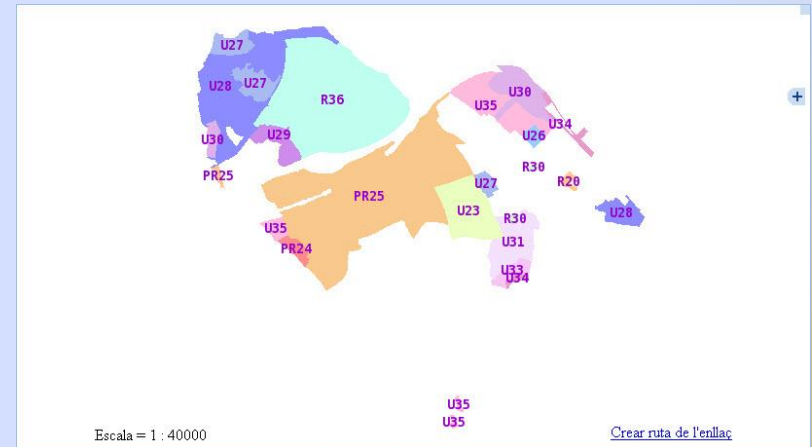 U27
U28 U27
R36
U30
U35
U34
U30 U29
U26
R30
PR25
R20
U27
PR25
U23
U28
R30
U35
U31
PR24
U33
U34
U35
U35
Escala = 1 : 40000
Crear ruta de l'enllaç
+